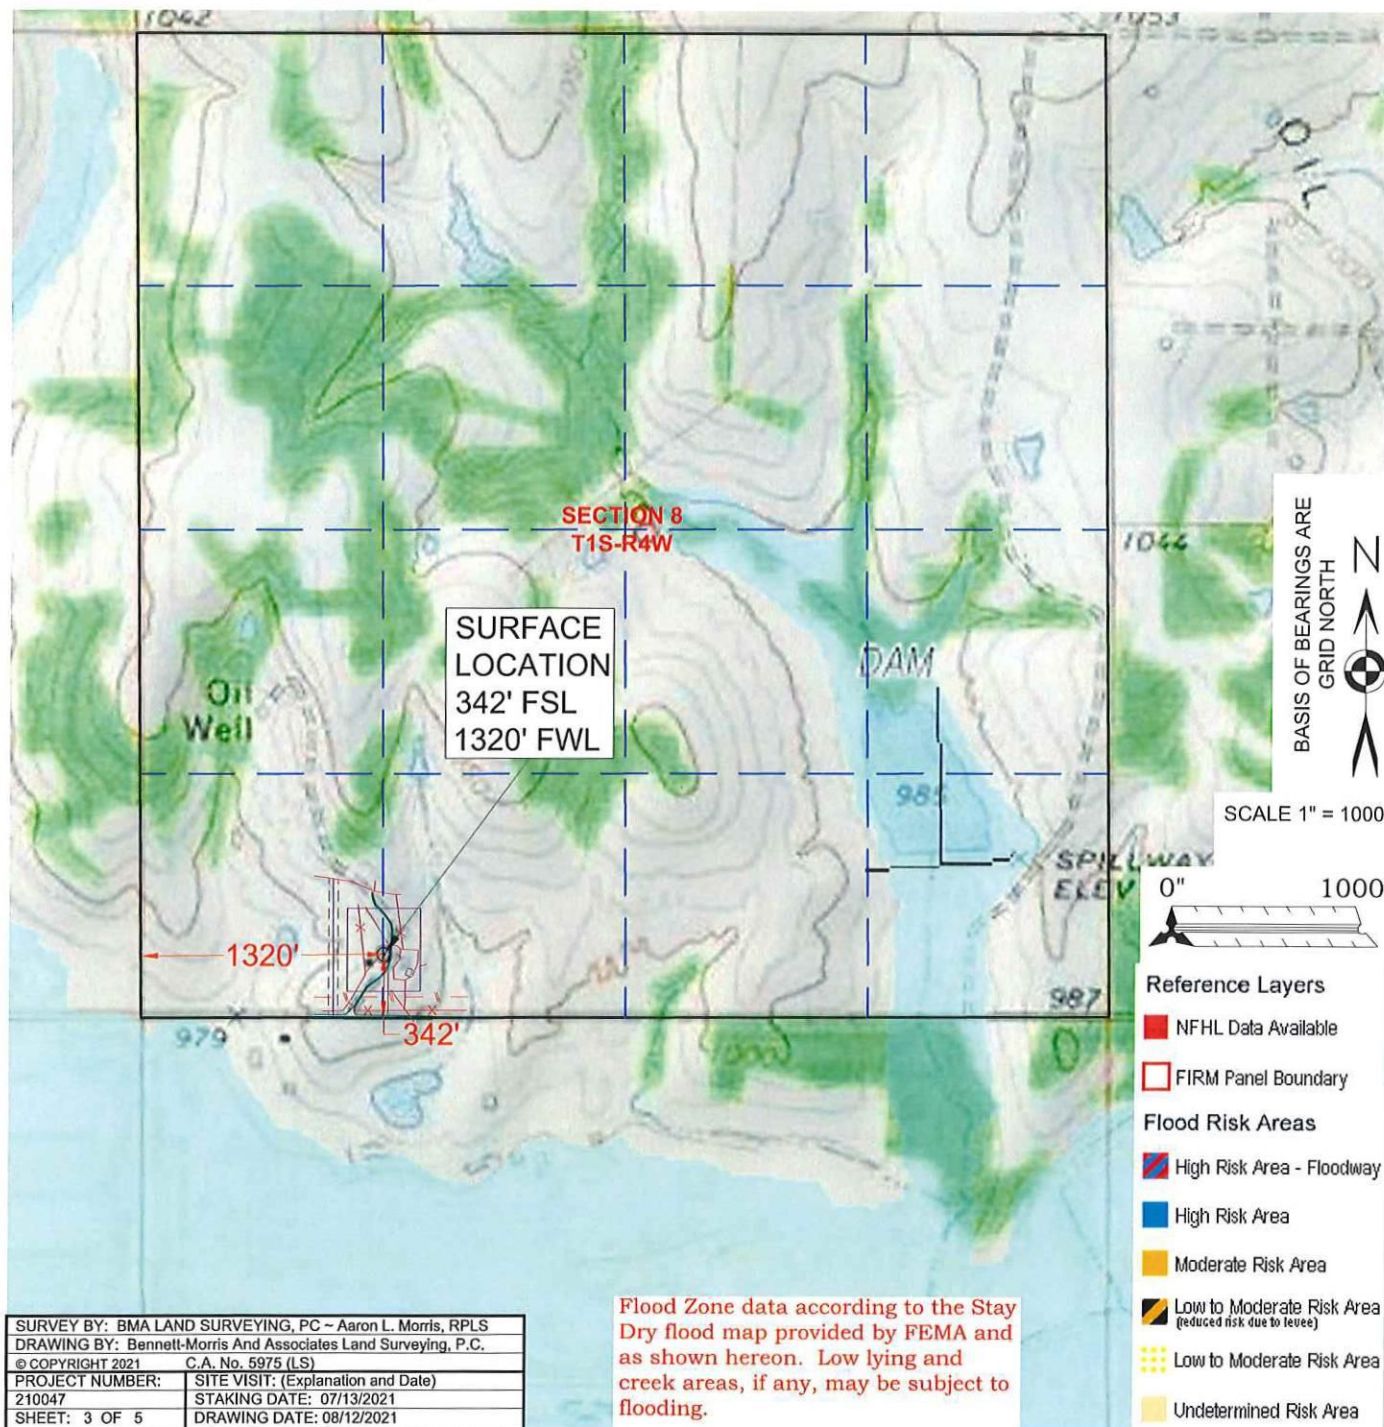 1042
1053
OIL
SECTION 8
T1S-R4W
1044
BASIS OF BEARINGS ARE
GRID NORTH
N
SURFACE
LOCATION
342' FSL
1320' FWL
DAM
Oil
Well
985
SCALE 1" = 1000
SPILLWAY
ELEV
0" 1000
1320'
342'
987
979
1000
Reference Layers
NFHL Data Available
FIRM Panel Boundary
Flood Risk Areas
High Risk Area - Floodway
High Risk Area
Moderate Risk Area
Low to Moderate Risk Area
(reduced risk due to levee)
Low to Moderate Risk Area
Undetermined Risk Area
Flood Zone data according to the Stay
Dry flood map provided by FEMA and
as shown hereon. Low lying and
creek areas, if any, may be subject to
flooding.
SURVEY BY: BMA LAND SURVEYING, PC ~ Aaron L. Morris, RPLS
DRAWING BY: Bennett-Morris And Associates Land Surveying, P.C.
© COPYRIGHT 2021 C.A. No. 5975 (LS)
PROJECT NUMBER: SITE VISIT: (Explanation and Date)
210047 STAKING DATE: 07/13/2021
SHEET: 3 OF 5 DRAWING DATE: 08/12/2021